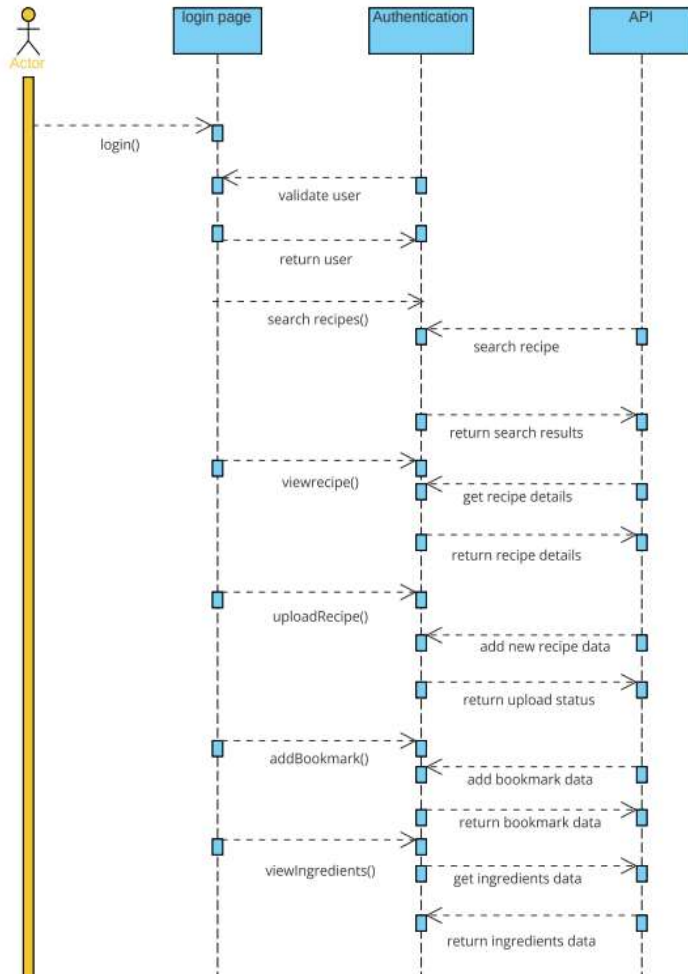 login page
Authentication
API
Actor
login()
validate user
return user
search recipes()
search recipe
return search results
viewrecipe()
get recipe details
return recipe details
uploadRecipe()
add new recipe data
return upload status
addBookmark()
add bookmark data
return bookmark data
viewIngredients()
get ingredients data
return ingredients data